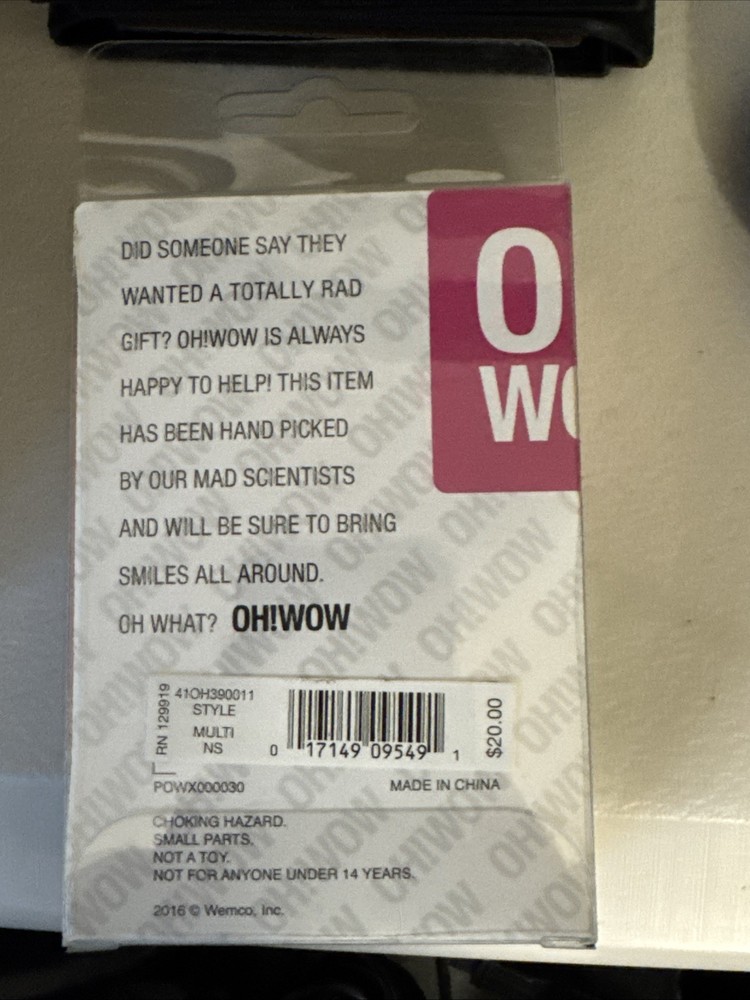 DID SOMEONE SAY THEY
WANTED A TOTALLY RAD
GIFT? OH!WOW IS ALWAYS
HAPPY TO HELP! THIS ITEM
HAS BEEN HAND PICKED
BY OUR MAD SCIENTISTS
AND WILL BE SURE TO BRING
SMILES ALL AROUND.
OH WHAT? OH!WOW
O
WO
RN 129919
41OH390011
STYLE
MULTI
NS
0 17149 09549 1
$20.00
POWX000030
MADE IN CHINA
CHOKING HAZARD.
SMALL PARTS.
NOT A TOY.
NOT FOR ANYONE UNDER 14 YEARS.
2016 © Wemco, Inc.